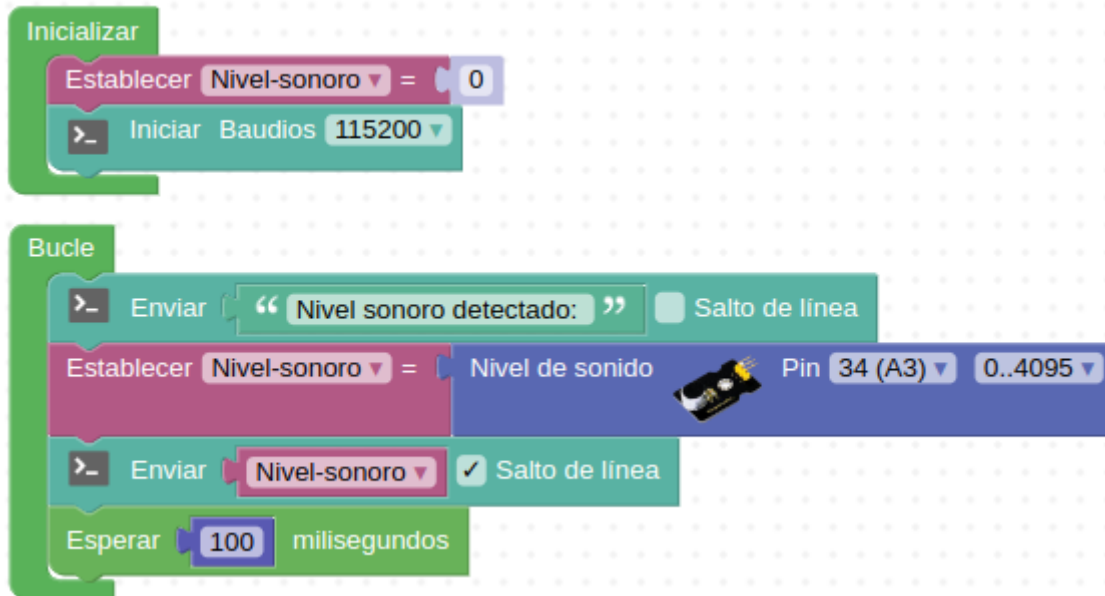 Inicializar
Establecer Nivel-sonoro = 0
>_ Iniciar Baudios 115200
Bucle
>_ Enviar “ Nivel sonoro detectado: ” Salto de línea
Establecer Nivel-sonoro = Nivel de sonido Pin 34 (A3) 0..4095
>_ Enviar Nivel-sonoro ✓ Salto de línea
Esperar 100 milisegundos